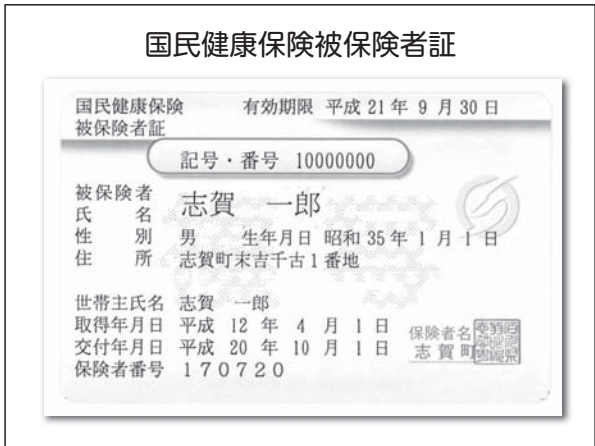 国民健康保険被保険者証
国民健康保険 有効期限 平成 21 年 9 月 30 日
被保険者証
記号・番号 10000000
被保険者
氏 名 志賀 一郎
性 別 男 生年月日 昭和 35 年 1 月 1 日
住 所 志賀町末吉千古1番地
世帯主氏名 志賀 一郎
取得年月日 平成 12 年 4 月 1 日
交付年月日 平成 20 年 10 月 1 日
保険者番号 170720
保険者名
志賀町